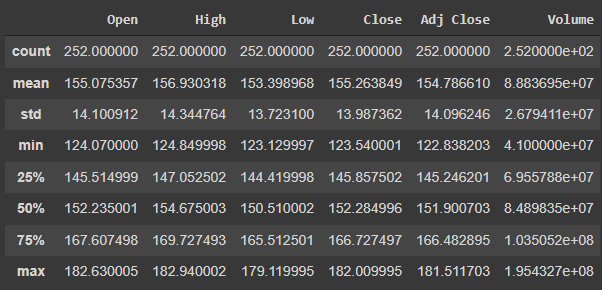 Open High Low Close Adj Close Volume
count 252.000000 252.000000 252.000000 252.000000 252.000000 2.520000e+02
mean 155.075357 156.930318 153.398968 155.263849 154.786610 8.883695e+07
std 14.100912 14.344764 13.723100 13.987362 14.096246 2.679411e+07
min 124.070000 124.849998 123.129997 123.540001 122.838203 4.100000e+07
25% 145.514999 147.052502 144.419998 145.857502 145.246201 6.955788e+07
50% 152.235001 154.675003 150.510002 152.284996 151.900703 8.489835e+07
75% 167.607498 169.727493 165.512501 166.727497 166.482895 1.035052e+08
max 182.630005 182.940002 179.119995 182.009995 181.511703 1.954327e+08